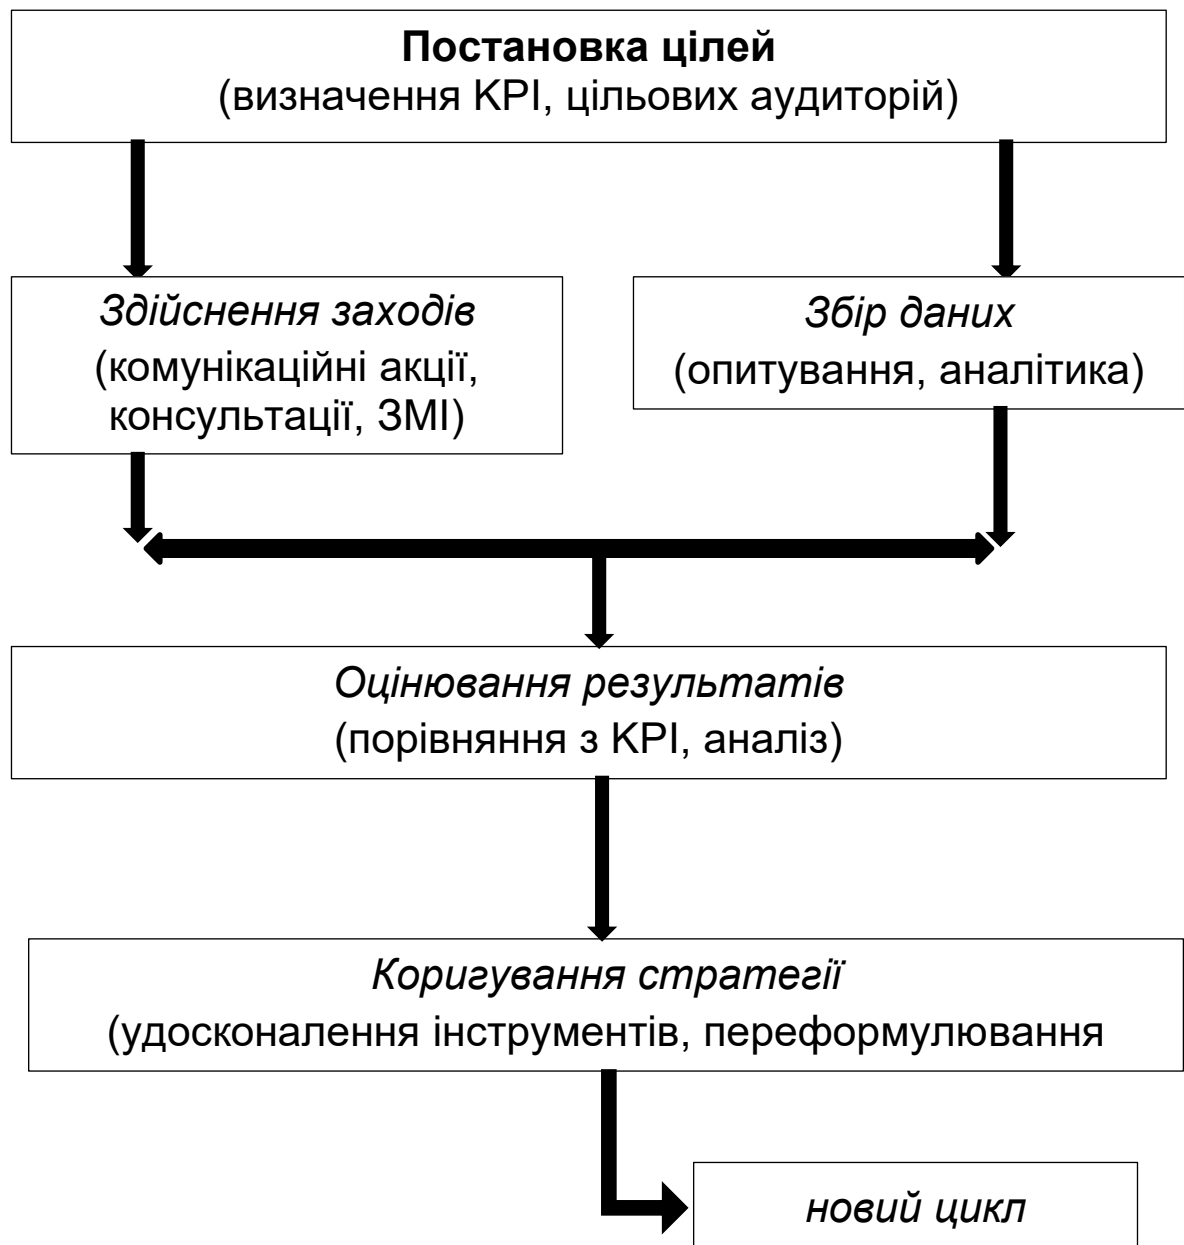 Постановка цілей
(визначення KPI, цільових аудиторій)
Здійснення заходів
(комунікаційні акції,
консультації, ЗМІ)
Збір даних
(опитування, аналітика)
Оцінювання результатів
(порівняння з KPI, аналіз)
Коригування стратегії
(удосконалення інструментів, переформулювання
новий цикл